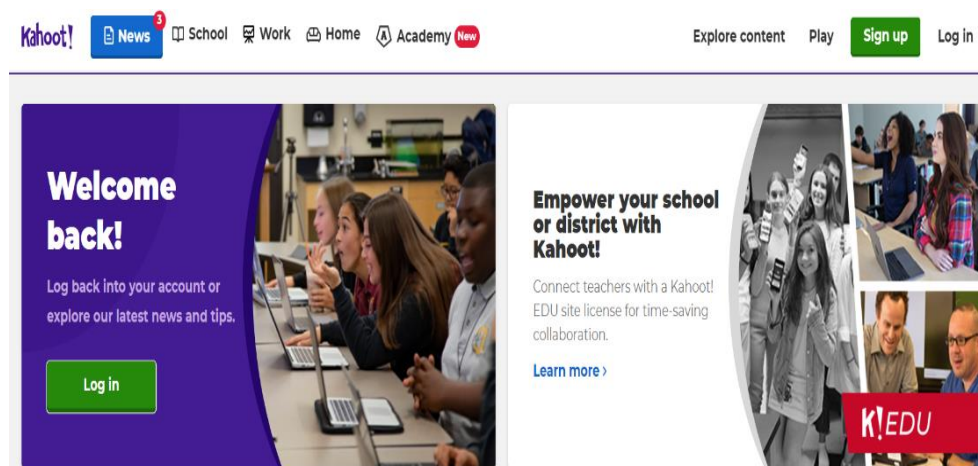 Kahoot! News 3 School Work Home Academy New Explore content Play Sign up Log in
Welcome
back!
Log back into your account or
explore our latest news and tips.
Log in
Empower your school
or district with
Kahoot!
Connect teachers with a Kahoot!
EDU site license for time-saving
collaboration.
Learn more ›
K!EDU